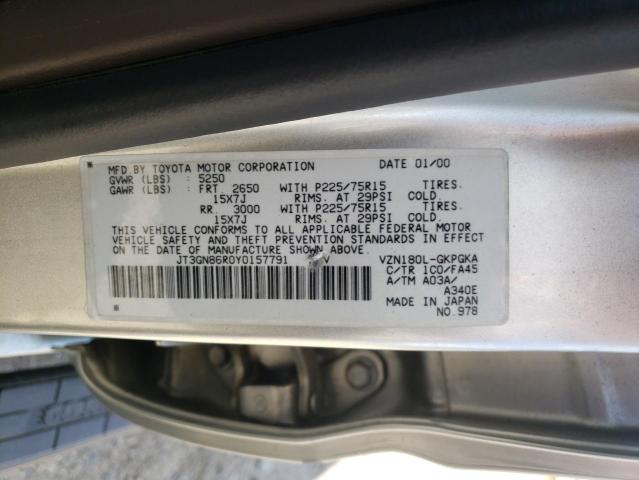 MFD.BY TOYOTA MOTOR CORPORATION DATE 01/00
GVWR (LBS) : 5250
GAWR (LBS) : FRT. 2650 WITH P225/75R15 TIRES.
15X7J RIMS. AT 29PSI COLD.
RR. 3000 WITH P225/75R15 TIRES.
15X7J RIMS. AT 29PSI COLD.
THIS VEHICLE CONFORMS TO ALL APPLICABLE FEDERAL MOTOR
VEHICLE SAFETY AND THEFT PREVENTION STANDARDS IN EFFECT
ON THE DATE OF MANUFACTURE SHOWN ABOVE.
JT3GN86R0Y0157791 VZN180L-GKPGKA
C/TR 1C0/FA45
A/TM A03A/
A340E
MADE IN JAPAN
NO.978